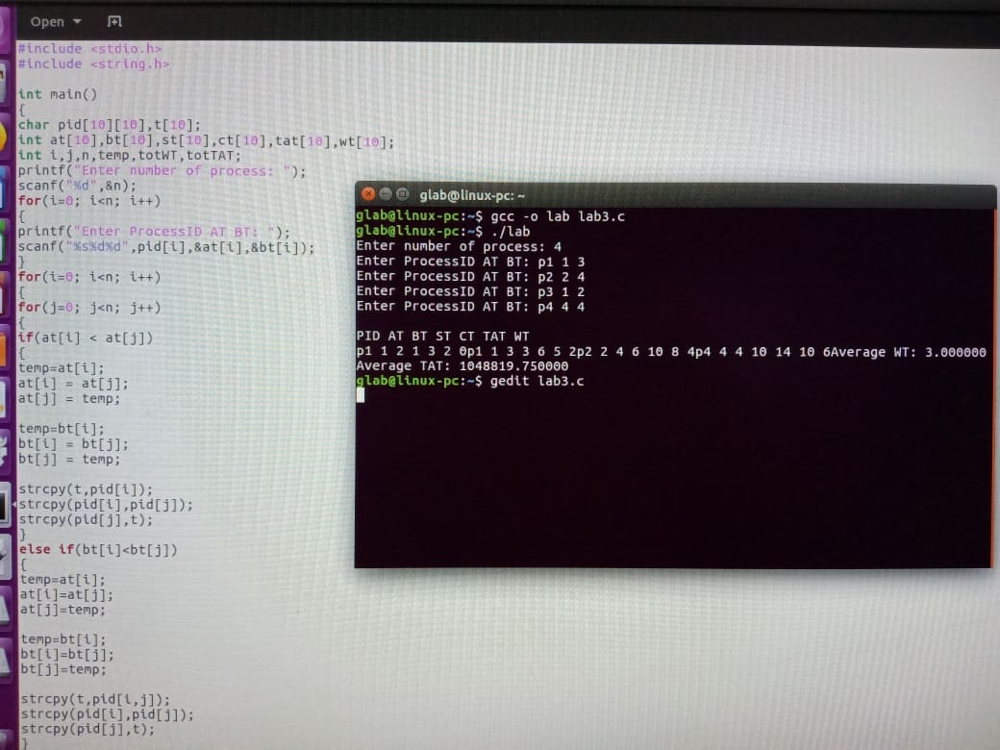 Open
#include <stdio.h>
#include <string.h>
int main()
{
char pid[10][10],t[10];
int at[10],bt[10],st[10],ct[10],tat[10],wt[10];
int i,j,n,temp,totWT,totTAT;
printf("Enter number of process: ");
scanf("%d",&n);
for(i=0; i<n; i++)
{
printf("Enter ProcessID AT BT: ");
scanf("%s%d%d",pid[i],&at[i],&bt[i]);
}
for(i=0; i<n; i++)
{
for(j=0; j<n; j++)
{
if(at[i] < at[j])
{
temp=at[i];
at[i] = at[j];
at[j] = temp;
temp=bt[i];
bt[i] = bt[j];
bt[j] = temp;
strcpy(t,pid[i]);
strcpy(pid[i],pid[j]);
strcpy(pid[j],t);
}
else if(bt[i]<bt[j])
{
temp=at[i];
at[i]=at[j];
at[j]=temp;
temp=bt[i];
bt[i]=bt[j];
bt[j]=temp;
strcpy(t,pid[i,j]);
strcpy(pid[i],pid[j]);
strcpy(pid[j],t);
}
glab@linux-pc: ~
glab@linux-pc:~$ gcc -o lab lab3.c
glab@linux-pc:~$ ./lab
Enter number of process: 4
Enter ProcessID AT BT: p1 1 3
Enter ProcessID AT BT: p2 2 4
Enter ProcessID AT BT: p3 1 2
Enter ProcessID AT BT: p4 4 4
PID AT BT ST CT TAT WT
p1 1 2 1 3 2 0p1 1 3 3 6 5 2p2 2 4 6 10 8 4p4 4 4 10 14 10 6Average WT: 3.000000
Average TAT: 1048819.750000
glab@linux-pc:~$ gedit lab3.c